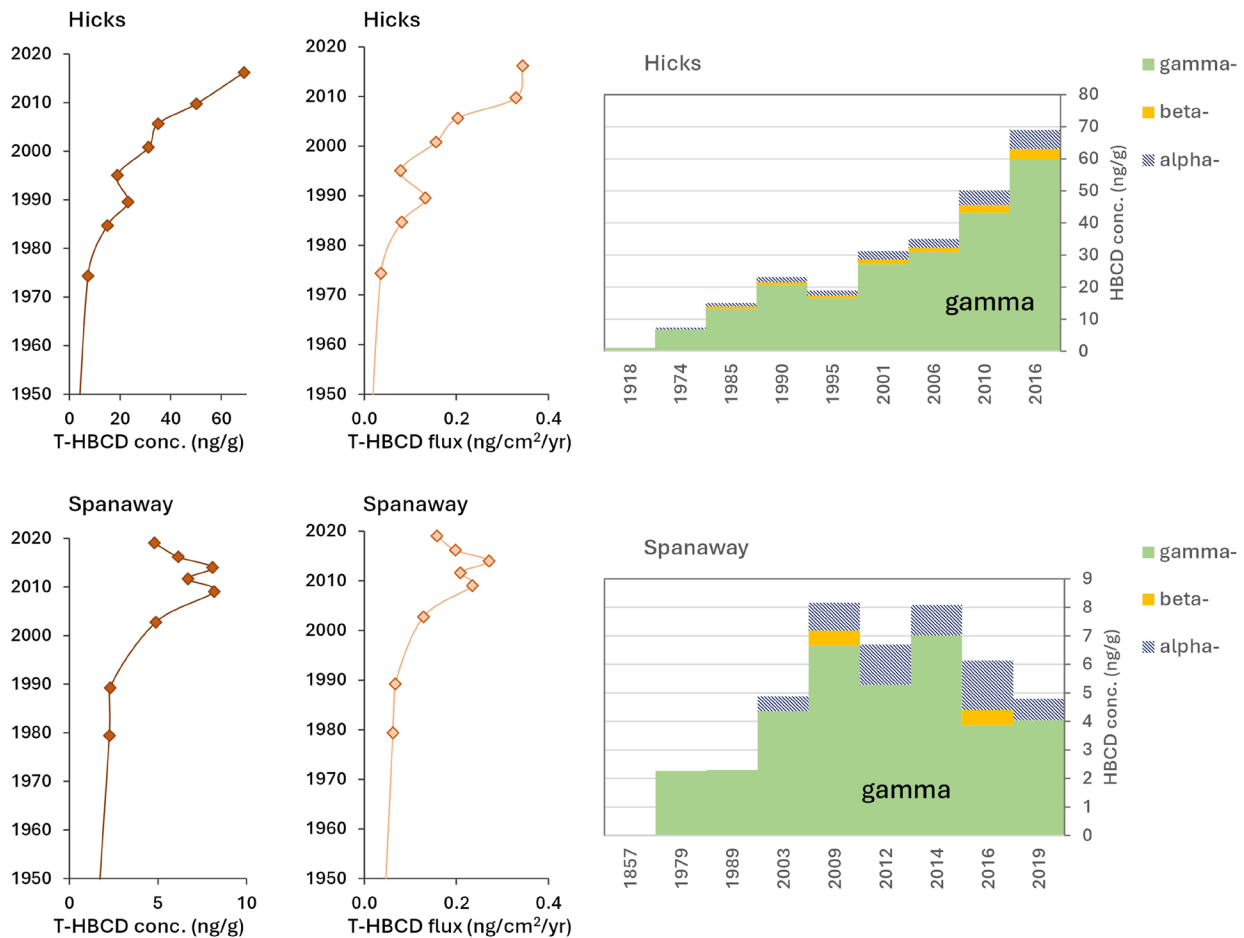 Hicks
2020
2010
2000
1990
1980
1970
1960
1950
0 20 40 60
T-HBCD conc. (ng/g)
Hicks
2020
2010
2000
1990
1980
1970
1960
1950
0.0 0.2 0.4
T-HBCD flux (ng/cm²/yr)
Hicks
gamma-
beta-
alpha-
80
70
60
50
40
30
20
10
0
HBCD conc. (ng/g)
gamma
1918 1974 1985 1990 1995 2001 2006 2010 2016
Spanaway
2020
2010
2000
1990
1980
1970
1960
1950
0 5 10
T-HBCD conc. (ng/g)
Spanaway
2020
2010
2000
1990
1980
1970
1960
1950
0.0 0.2 0.4
T-HBCD flux (ng/cm²/yr)
Spanaway
gamma-
beta-
alpha-
9
8
7
6
5
4
3
2
1
0
HBCD conc. (ng/g)
gamma
1857 1979 1989 2003 2009 2012 2014 2016 2019